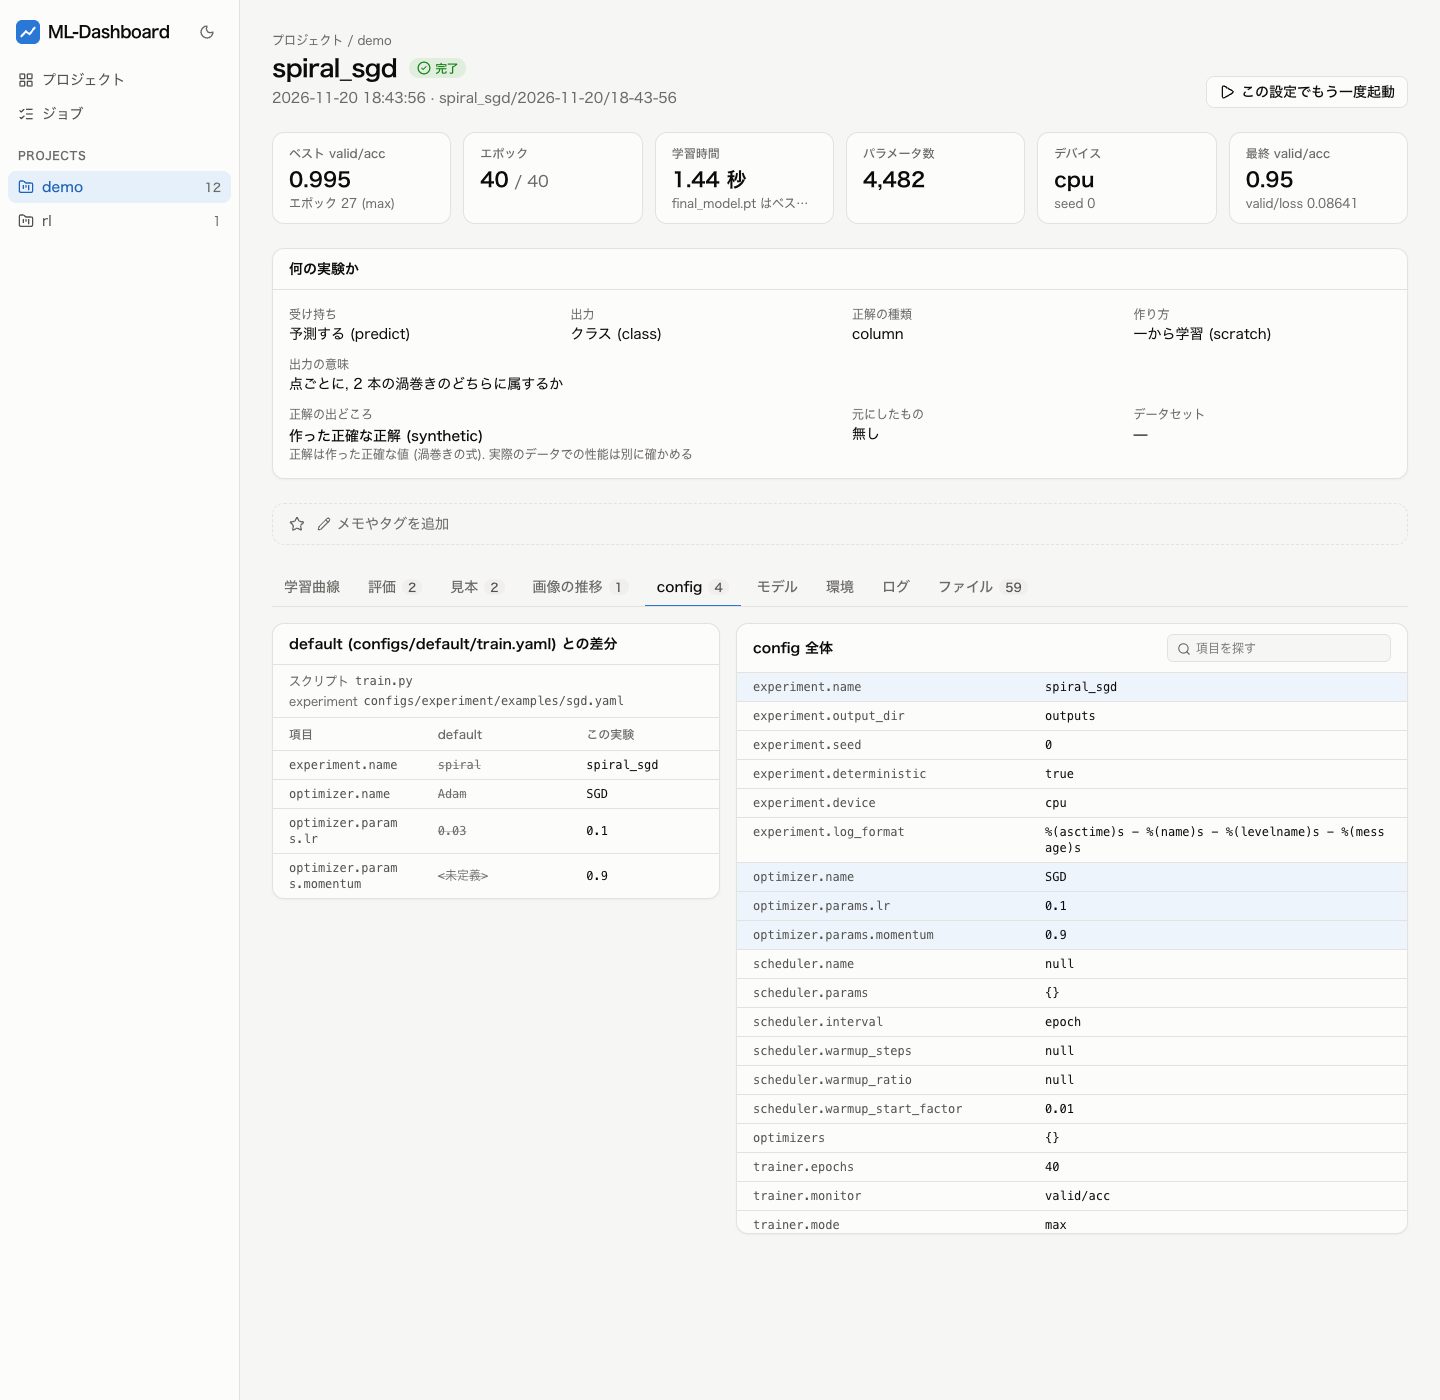 ML-Dashboard
プロジェクト
ジョブ
PROJECTS
demo 12
rl 1
プロジェクト / demo
spiral_sgd 完了
2026-11-20 18:43:56 · spiral_sgd/2026-11-20/18-43-56
この設定でもう一度起動
ベスト valid/acc
0.995
エポック 27 (max)
エポック
40 / 40
学習時間
1.44 秒
final_model.pt はベス…
パラメータ数
4,482
デバイス
cpu
seed 0
最終 valid/acc
0.95
valid/loss 0.08641
何の実験か
受け持ち
予測する (predict)
出力
クラス (class)
正解の種類
column
作り方
一から学習 (scratch)
出力の意味
点ごとに, 2 本の渦巻きのどちらに属するか
正解の出どころ
作った正確な正解 (synthetic)
正解は作った正確な値 (渦巻きの式). 実際のデータでの性能は別に確かめる
元にしたもの
無し
データセット
—
メモやタグを追加
学習曲線 評価 2 見本 2 画像の推移 1 config 4 モデル 環境 ログ ファイル 59
default (configs/default/train.yaml) との差分
スクリプト train.py
experiment configs/experiment/examples/sgd.yaml
項目 default この実験
experiment.name spiral spiral_sgd
optimizer.name Adam SGD
optimizer.param
s.lr 0.03 0.1
optimizer.param
s.momentum <未定義> 0.9
config 全体
項目を探す
experiment.name spiral_sgd
experiment.output_dir outputs
experiment.seed 0
experiment.deterministic true
experiment.device cpu
experiment.log_format %(asctime)s - %(name)s - %(levelname)s - %(mess
age)s
optimizer.name SGD
optimizer.params.lr 0.1
optimizer.params.momentum 0.9
scheduler.name null
scheduler.params {}
scheduler.interval epoch
scheduler.warmup_steps null
scheduler.warmup_ratio null
scheduler.warmup_start_factor 0.01
optimizers {}
trainer.epochs 40
trainer.monitor valid/acc
trainer.mode max